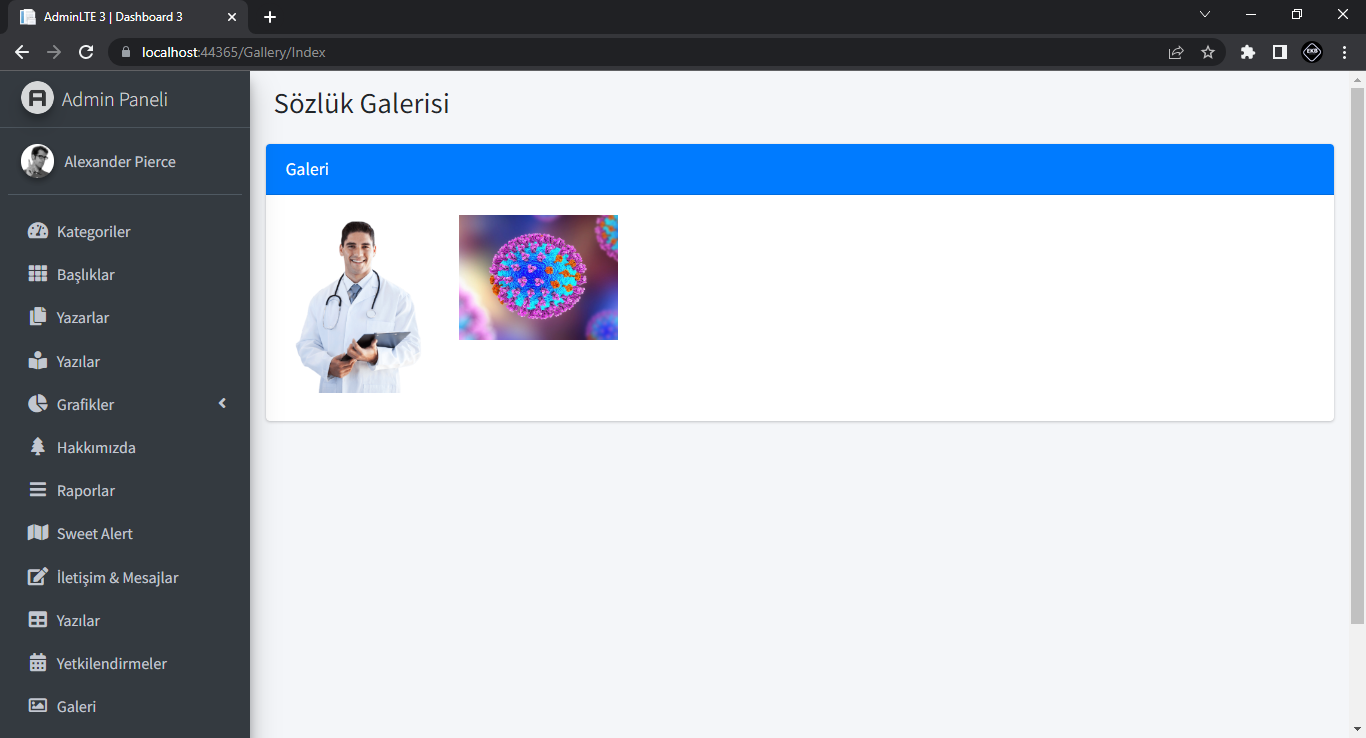 AdminLTE 3 | Dashboard 3
localhost:44365/Gallery/Index
EKB
Admin Paneli
Alexander Pierce
Kategoriler
Başlıklar
Yazarlar
Yazılar
Grafikler
Hakkımızda
Raporlar
Sweet Alert
İletişim & Mesajlar
Yazılar
Yetkilendirmeler
Galeri
Sözlük Galerisi
Galeri